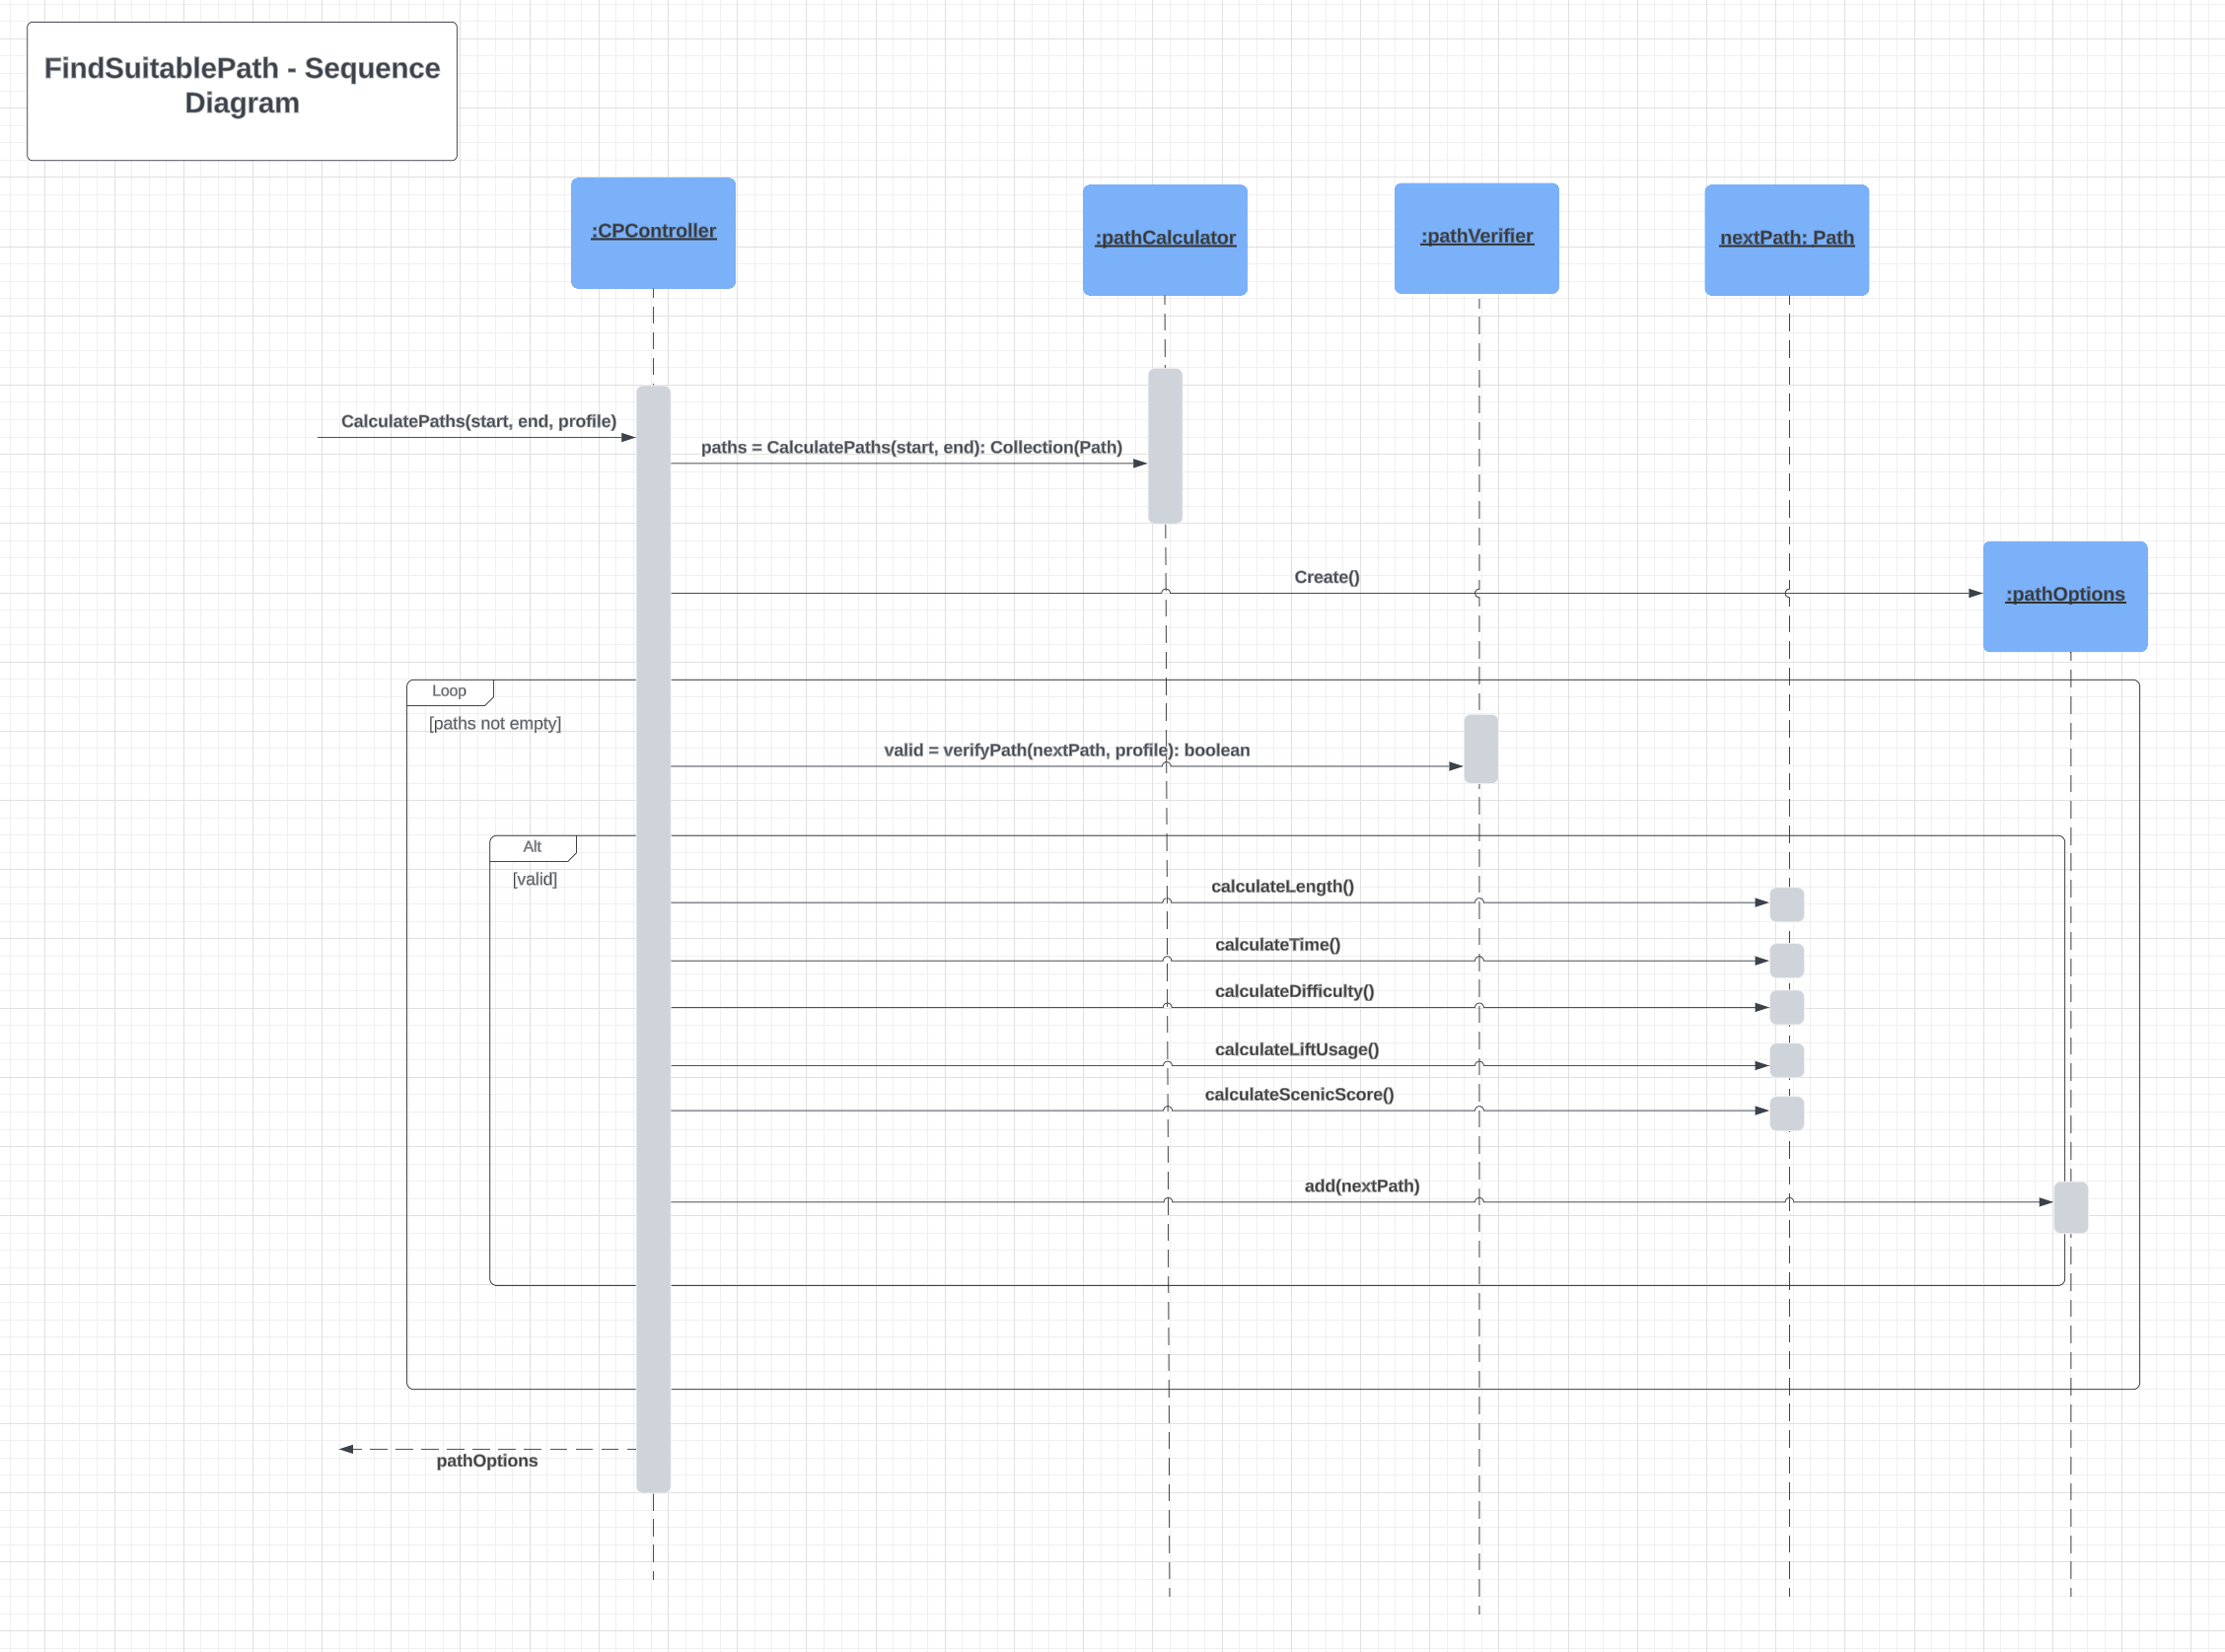 FindSuitablePath - Sequence
Diagram
:CPController
:pathCalculator
:pathVerifier
nextPath: Path
CalculatePaths(start, end, profile)
paths = CalculatePaths(start, end): Collection(Path)
Create()
:pathOptions
Loop
[paths not empty]
valid = verifyPath(nextPath, profile): boolean
Alt
[valid]
calculateLength()
calculateTime()
calculateDifficulty()
calculateLiftUsage()
calculateScenicScore()
add(nextPath)
pathOptions